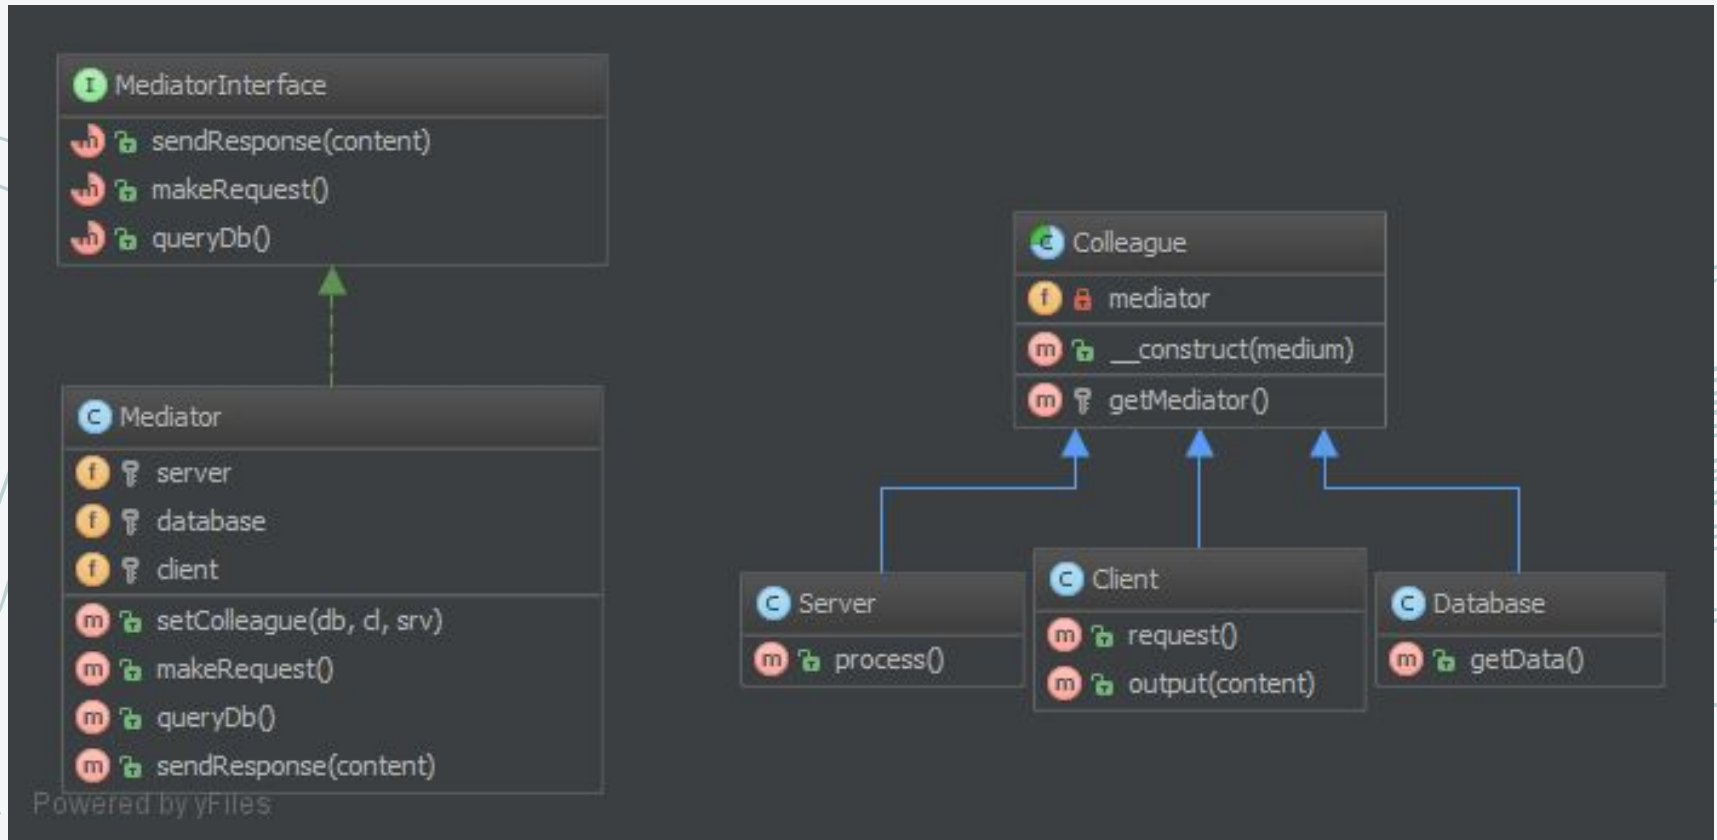 MediatorInterface
sendResponse(content)
makeRequest()
queryDb()
Mediator
server
database
client
setColleague(db, cl, srv)
makeRequest()
queryDb()
sendResponse(content)
Colleague
mediator
__construct(medium)
getMediator()
Server
process()
Client
request()
output(content)
Database
getData()
Powered by yFiles